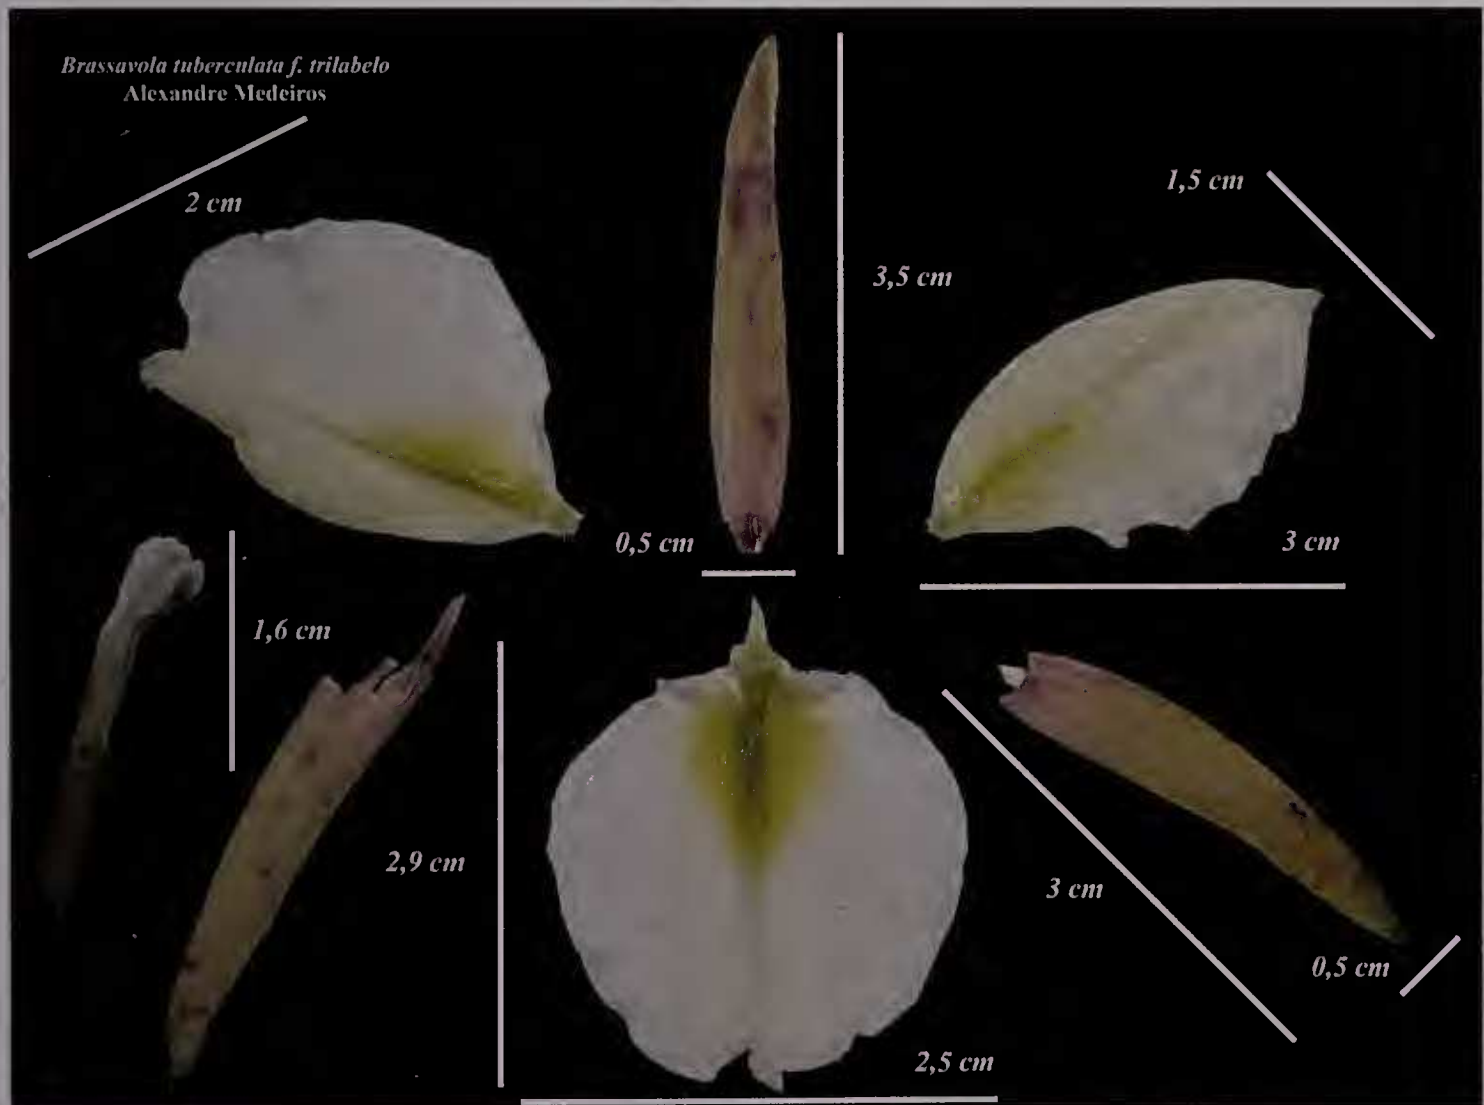 Brassavola tuberculata f. trilabelo
Alexandre Medeiros
2 cm
1,5 cm
3,5 cm
0,5 cm
3 cm
1,6 cm
2,9 cm
3 cm
0,5 cm
2,5 cm